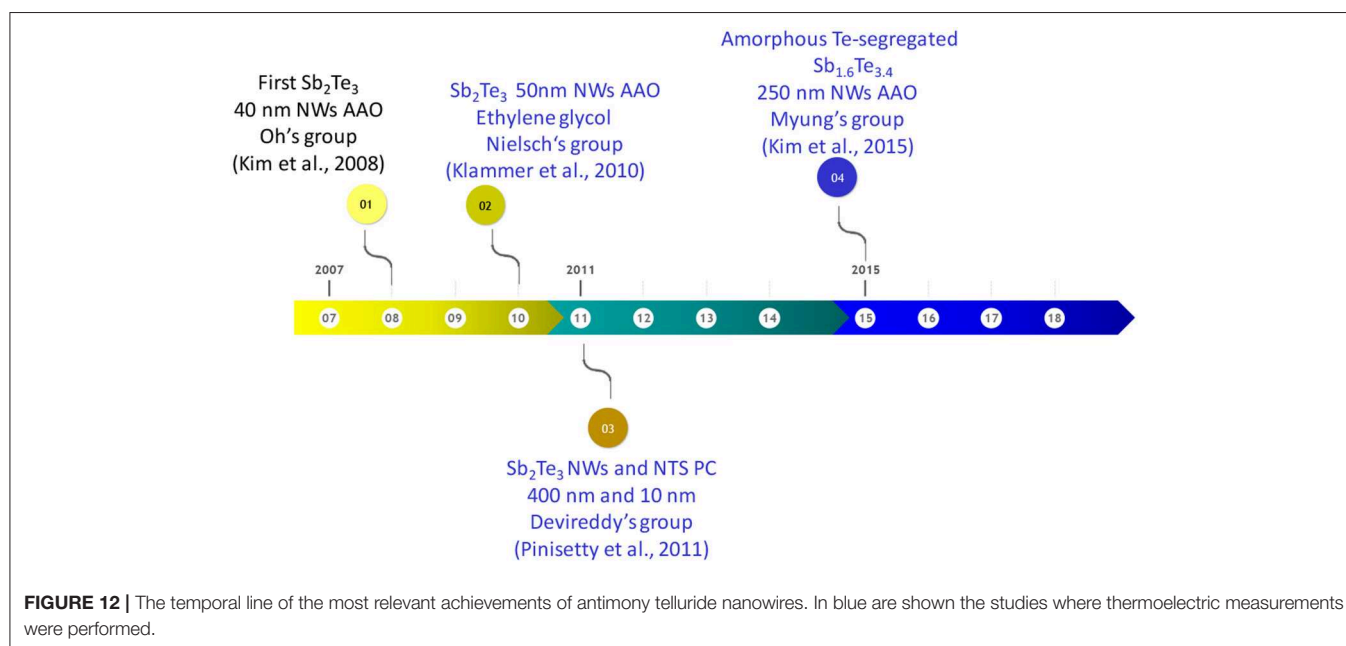 First Sb₂Te₃
40 nm NWs AAO
Oh's group
(Kim et al., 2008)
01
Sb₂Te₃ 50nm NWs AAO
Ethylene glycol
Nielsch‘s group
(Klammer et al., 2010)
02
Amorphous Te-segregated
Sb₁.₆Te₃.₄
250 nm NWs AAO
Myung's group
(Kim et al., 2015)
04
2007
2011
2015
07 08 09 10 11 12 13 14 15 16 17 18
03
Sb₂Te₃ NWs and NTS PC
400 nm and 10 nm
Devireddy's group
(Pinisetty et al., 2011)
FIGURE 12 | The temporal line of the most relevant achievements of antimony telluride nanowires. In blue are shown the studies where thermoelectric measurements
were performed.